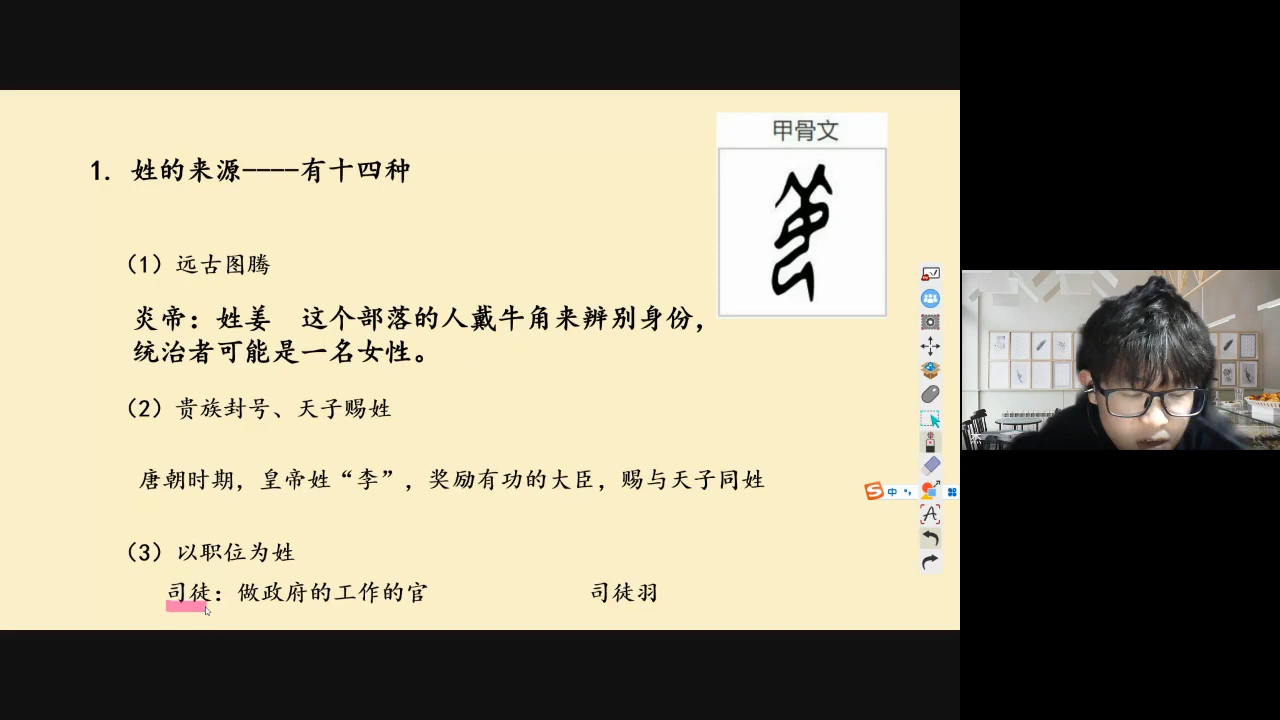 甲骨文
1. 姓的来源----有十四种
（1）远古图腾
炎帝：姓姜　这个部落的人戴牛角来辨别身份，
统治者可能是一名女性。
（2）贵族封号、天子赐姓
唐朝时期，皇帝姓“李”，奖励有功的大臣，赐与天子同姓
中
（3）以职位为姓
司徒：做政府的工作的官　司徒羽